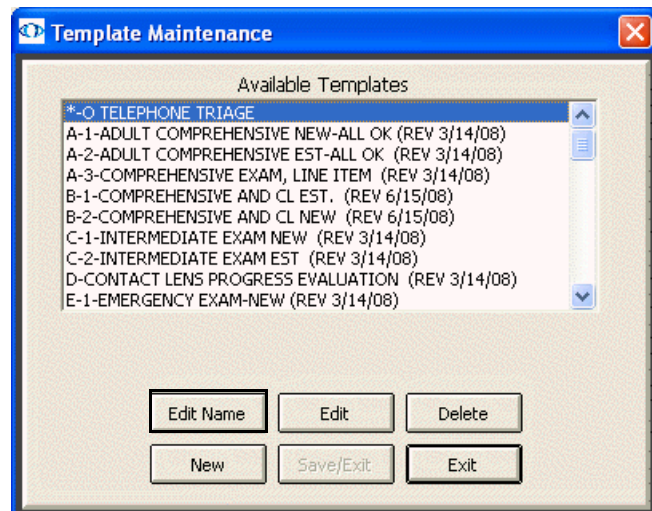 Template Maintenance
Available Templates
*-O TELEPHONE TRIAGE
A-1-ADULT COMPREHENSIVE NEW-ALL OK (REV 3/14/08)
A-2-ADULT COMPREHENSIVE EST-ALL OK  (REV 3/14/08)
A-3-COMPREHENSIVE EXAM, LINE ITEM  (REV 3/14/08)
B-1-COMPREHENSIVE AND CL EST.  (REV 6/15/08)
B-2-COMPREHENSIVE AND CL NEW  (REV 6/15/08)
C-1-INTERMEDIATE EXAM NEW  (REV 3/14/08)
C-2-INTERMEDIATE EXAM EST  (REV 3/14/08)
D-CONTACT LENS PROGRESS EVALUATION  (REV 3/14/08)
E-1-EMERGENCY EXAM-NEW (REV 3/14/08)
Edit Name Edit Delete
New Save/Exit Exit